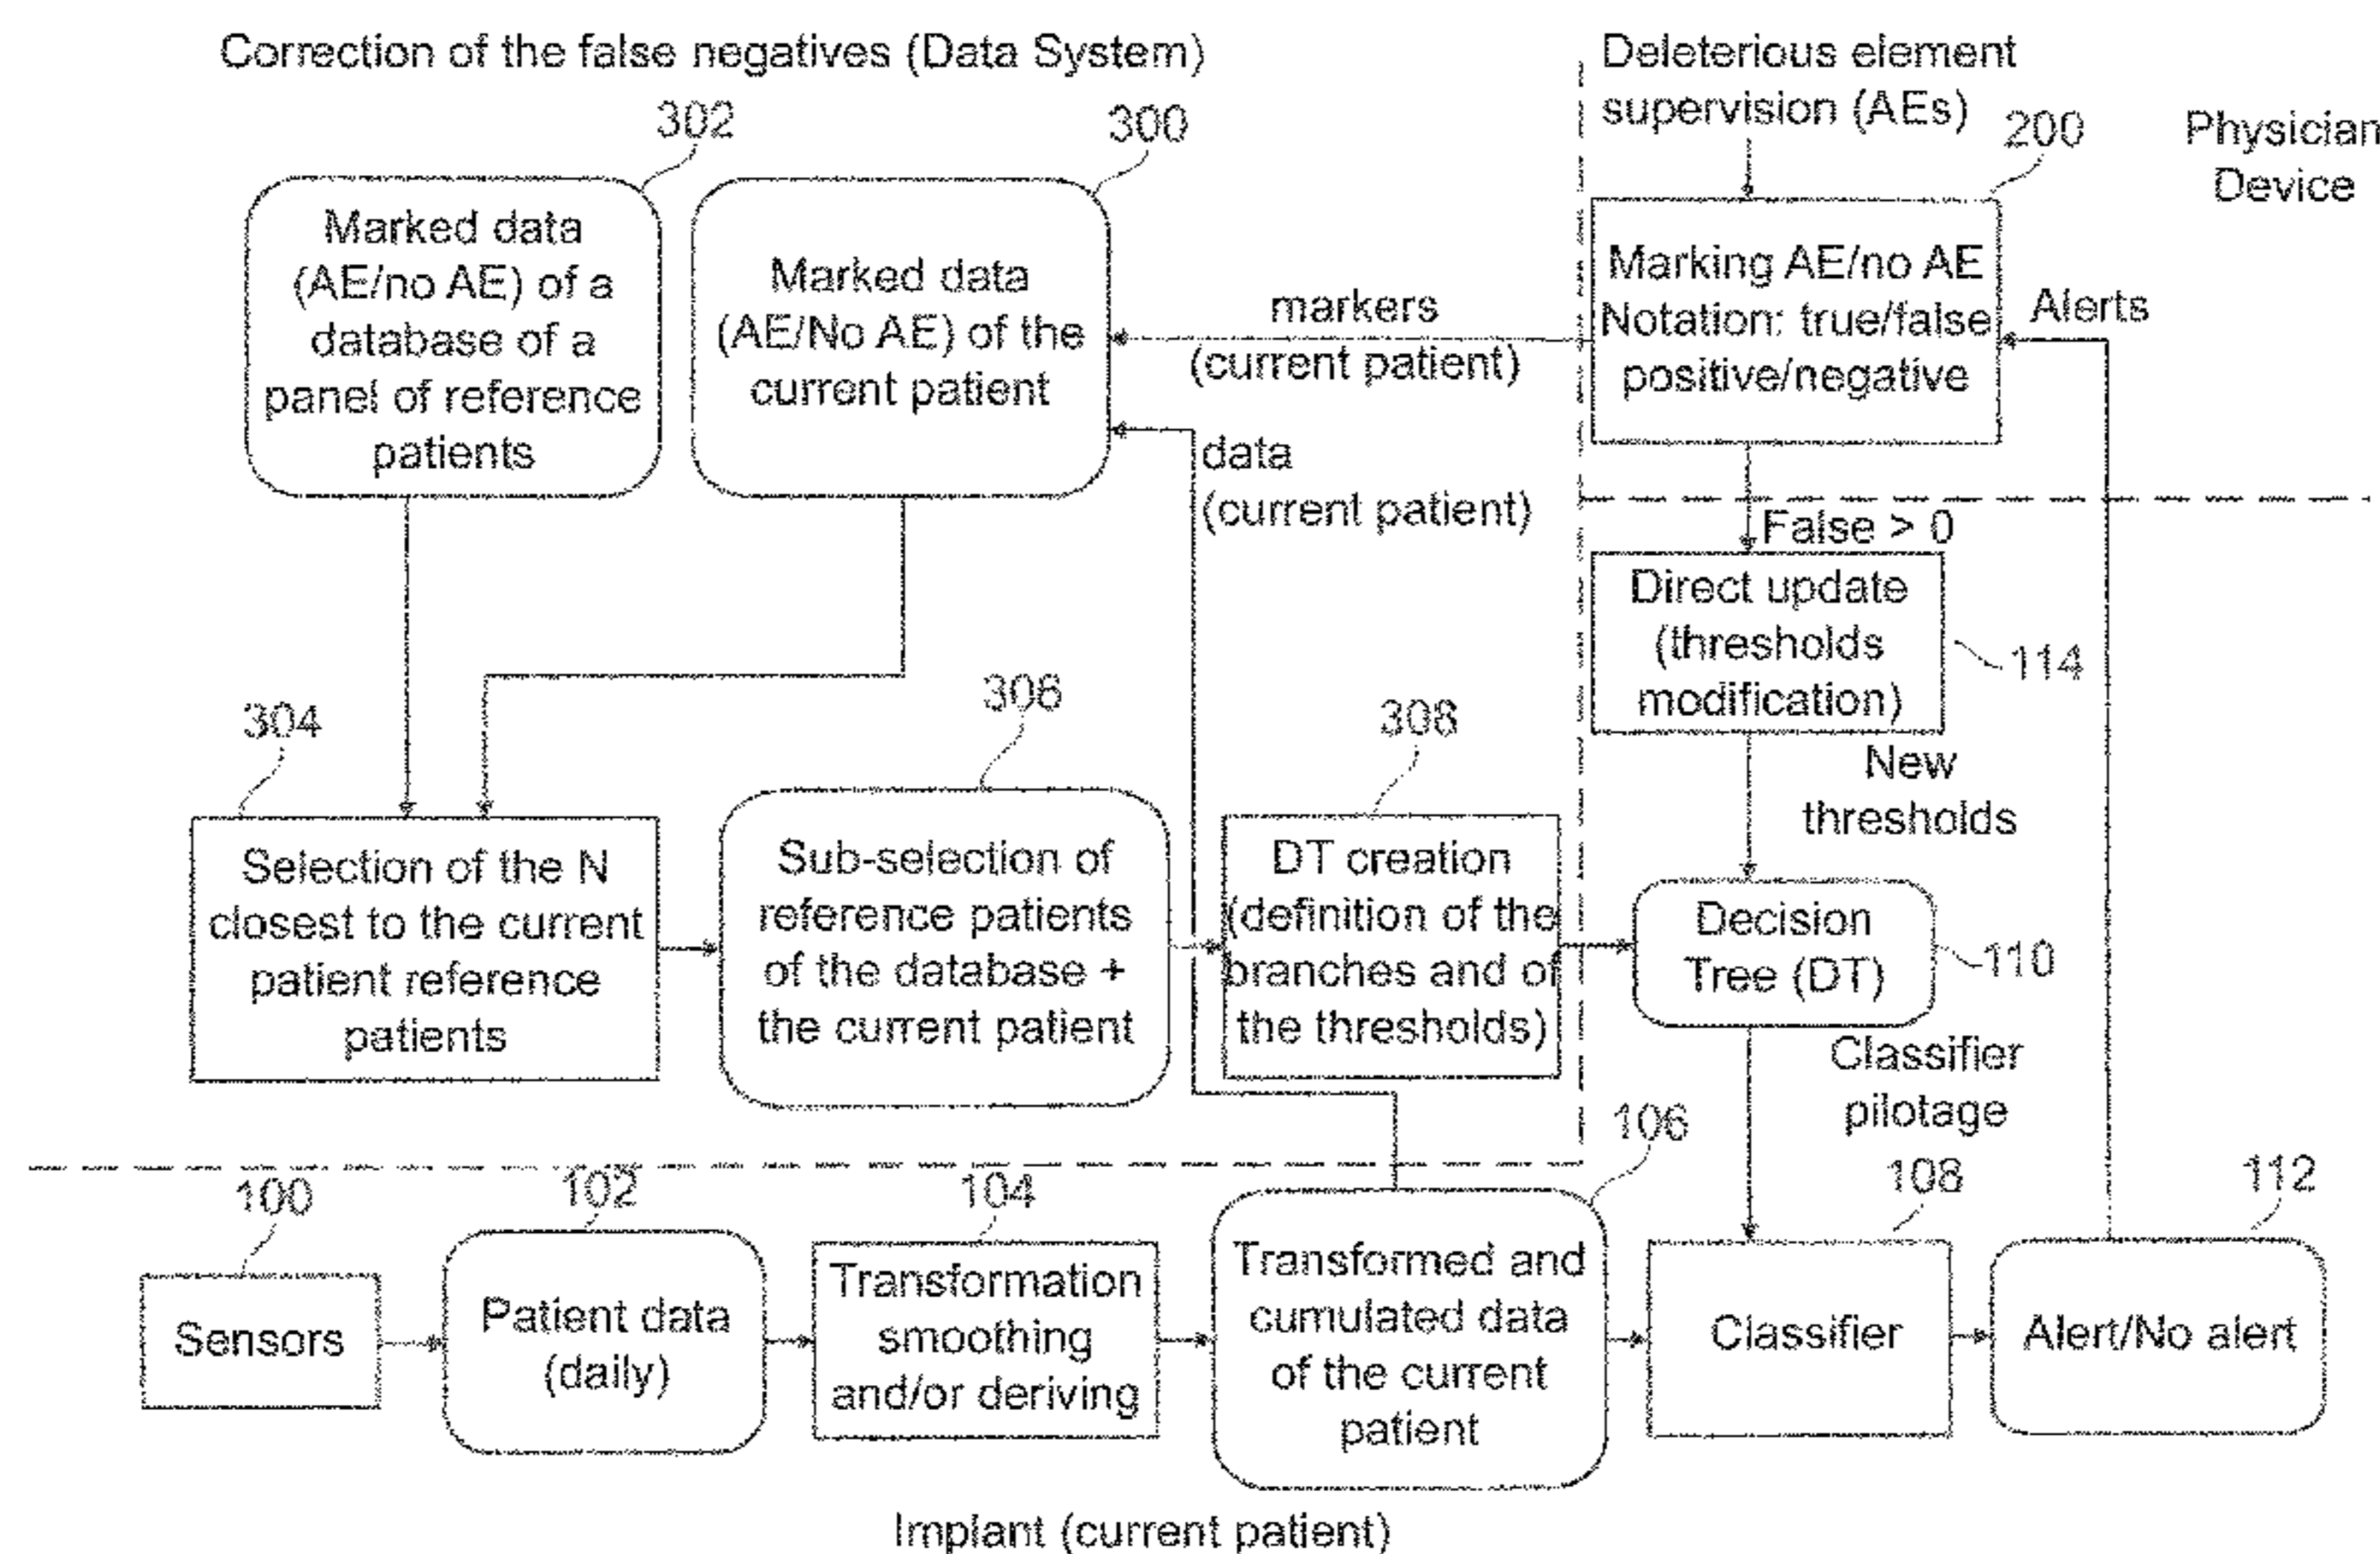 Correction of the false negatives (Data System)
302
300
Marked data
(AE/no AE) of a
database of a
panel of reference
patients
Marked data
(AE/No AE) of the
current patient
markers
(current patient)
data
(current patient)
Deleterious element
supervision (AEs)
200
Physician
Device
Marking AE/no AE
Notation: true/false
positive/negative
Alerts
False > 0
Direct update
(thresholds
modification)
114
New
thresholds
304
Selection of the N
closest to the current
patient reference
patients
306
Sub-selection of
reference patients
of the database +
the current patient
308
DT creation
(definition of the
branches and of
the thresholds)
Decision
Tree (DT)
110
Classifier
pilotage
100
Sensors
102
Patient data
(daily)
104
Transformation
smoothing
and/or deriving
106
Transformed and
cumulated data
of the current
patient
108
Classifier
112
Alert/No alert
Implant (current patient)